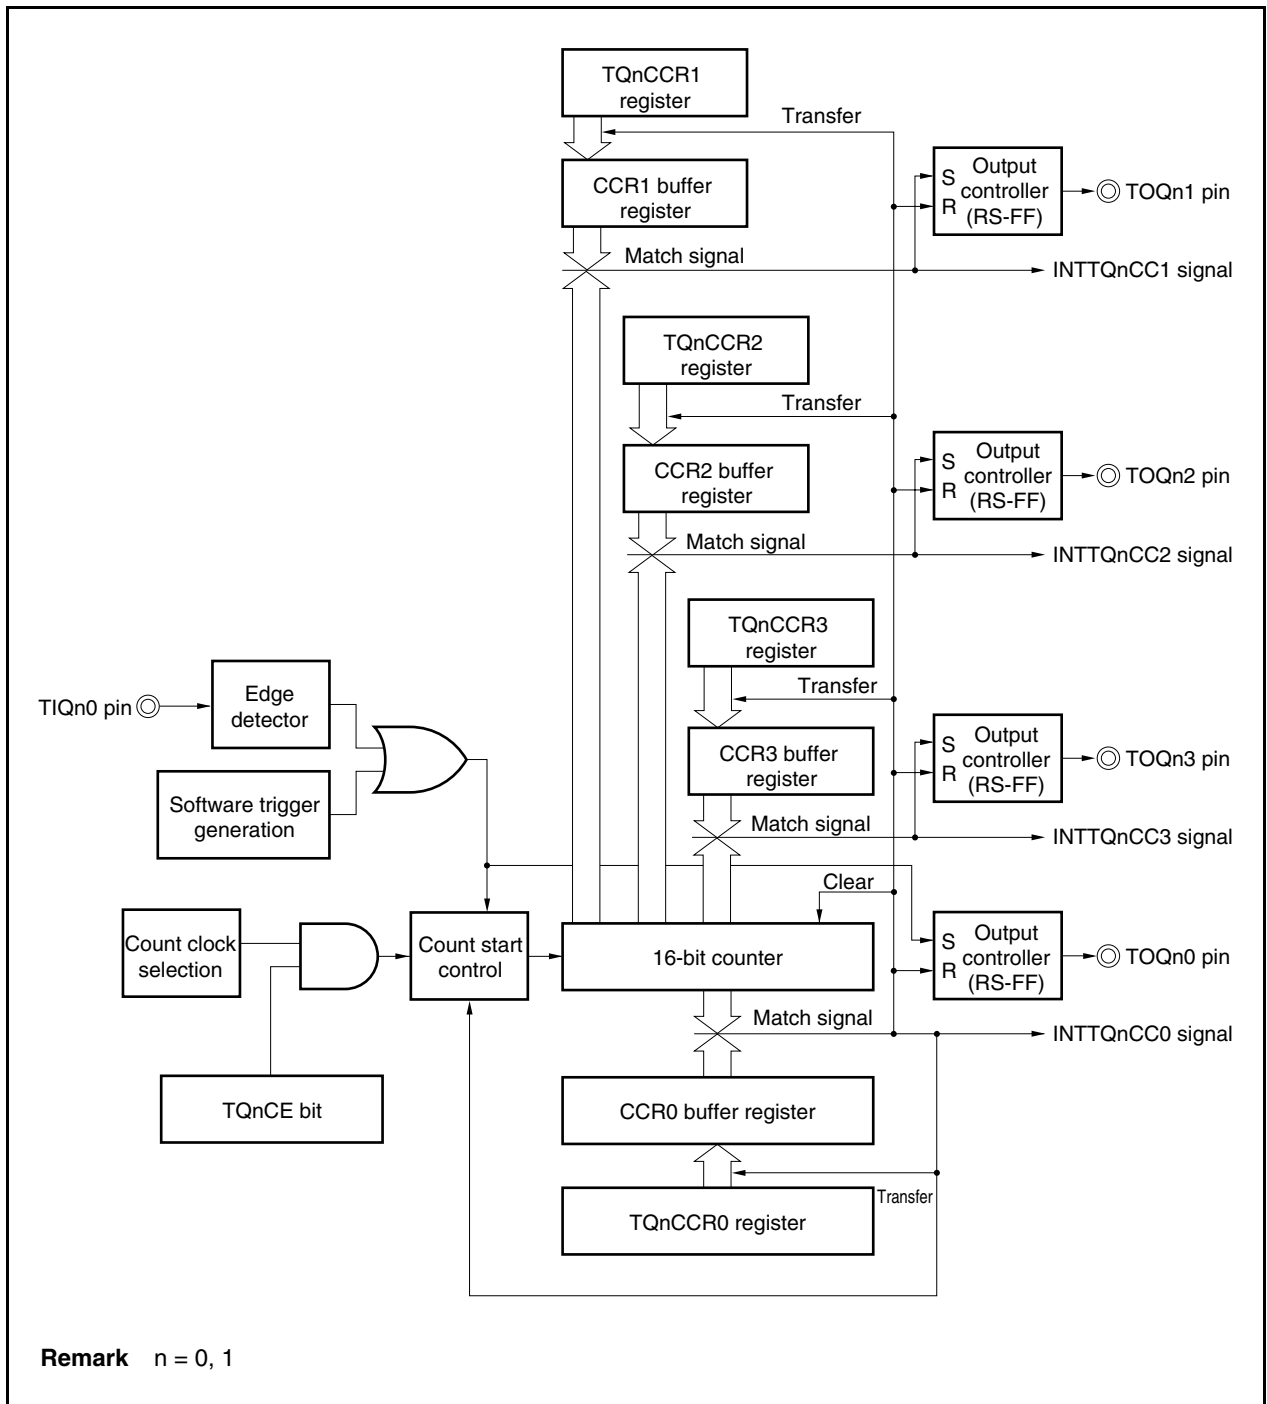 TQnCCR1
register
Transfer
CCR1 buffer
register
S
R
Output
controller
(RS-FF)
TOQn1 pin
Match signal
INTTQnCC1 signal
TQnCCR2
register
Transfer
CCR2 buffer
register
S
R
Output
controller
(RS-FF)
TOQn2 pin
Match signal
INTTQnCC2 signal
TQnCCR3
register
Transfer
TIQn0 pin
Edge
detector
CCR3 buffer
register
S
R
Output
controller
(RS-FF)
TOQn3 pin
Software trigger
generation
Match signal
INTTQnCC3 signal
Clear
Count clock
selection
Count start
control
16-bit counter
S
R
Output
controller
(RS-FF)
TOQn0 pin
Match signal
INTTQnCC0 signal
TQnCE bit
CCR0 buffer register
Transfer
TQnCCR0 register
Remark n = 0, 1